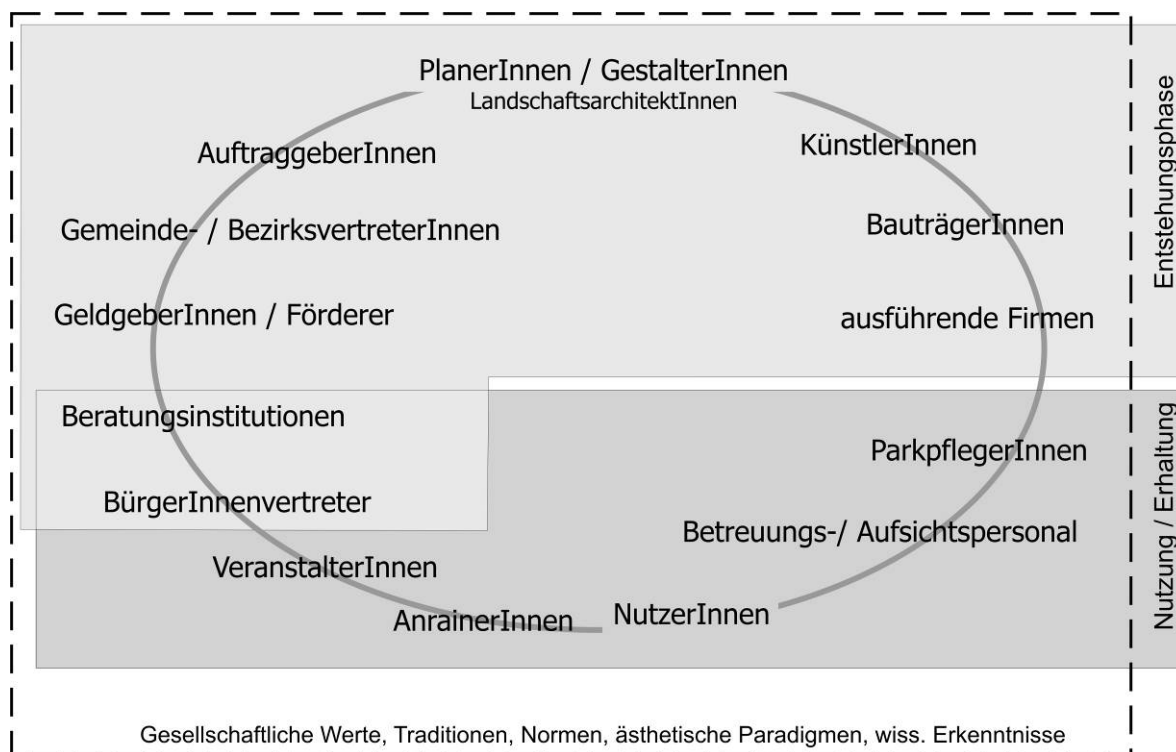 PlanerInnen / GestalterInnen
LandschaftsarchitektInnen
AuftraggeberInnen
KünstlerInnen
Gemeinde- / BezirksvertreterInnen
BauträgerInnen
GeldgeberInnen / Förderer
ausführende Firmen
Entstehungsphase
Beratungsinstitutionen
ParkpflegerInnen
BürgerInnenvertreter
Betreuungs-/ Aufsichtspersonal
VeranstalterInnen
AnrainerInnen
NutzerInnen
Nutzung / Erhaltung
Gesellschaftliche Werte, Traditionen, Normen, ästhetische Paradigmen, wiss. Erkenntnisse